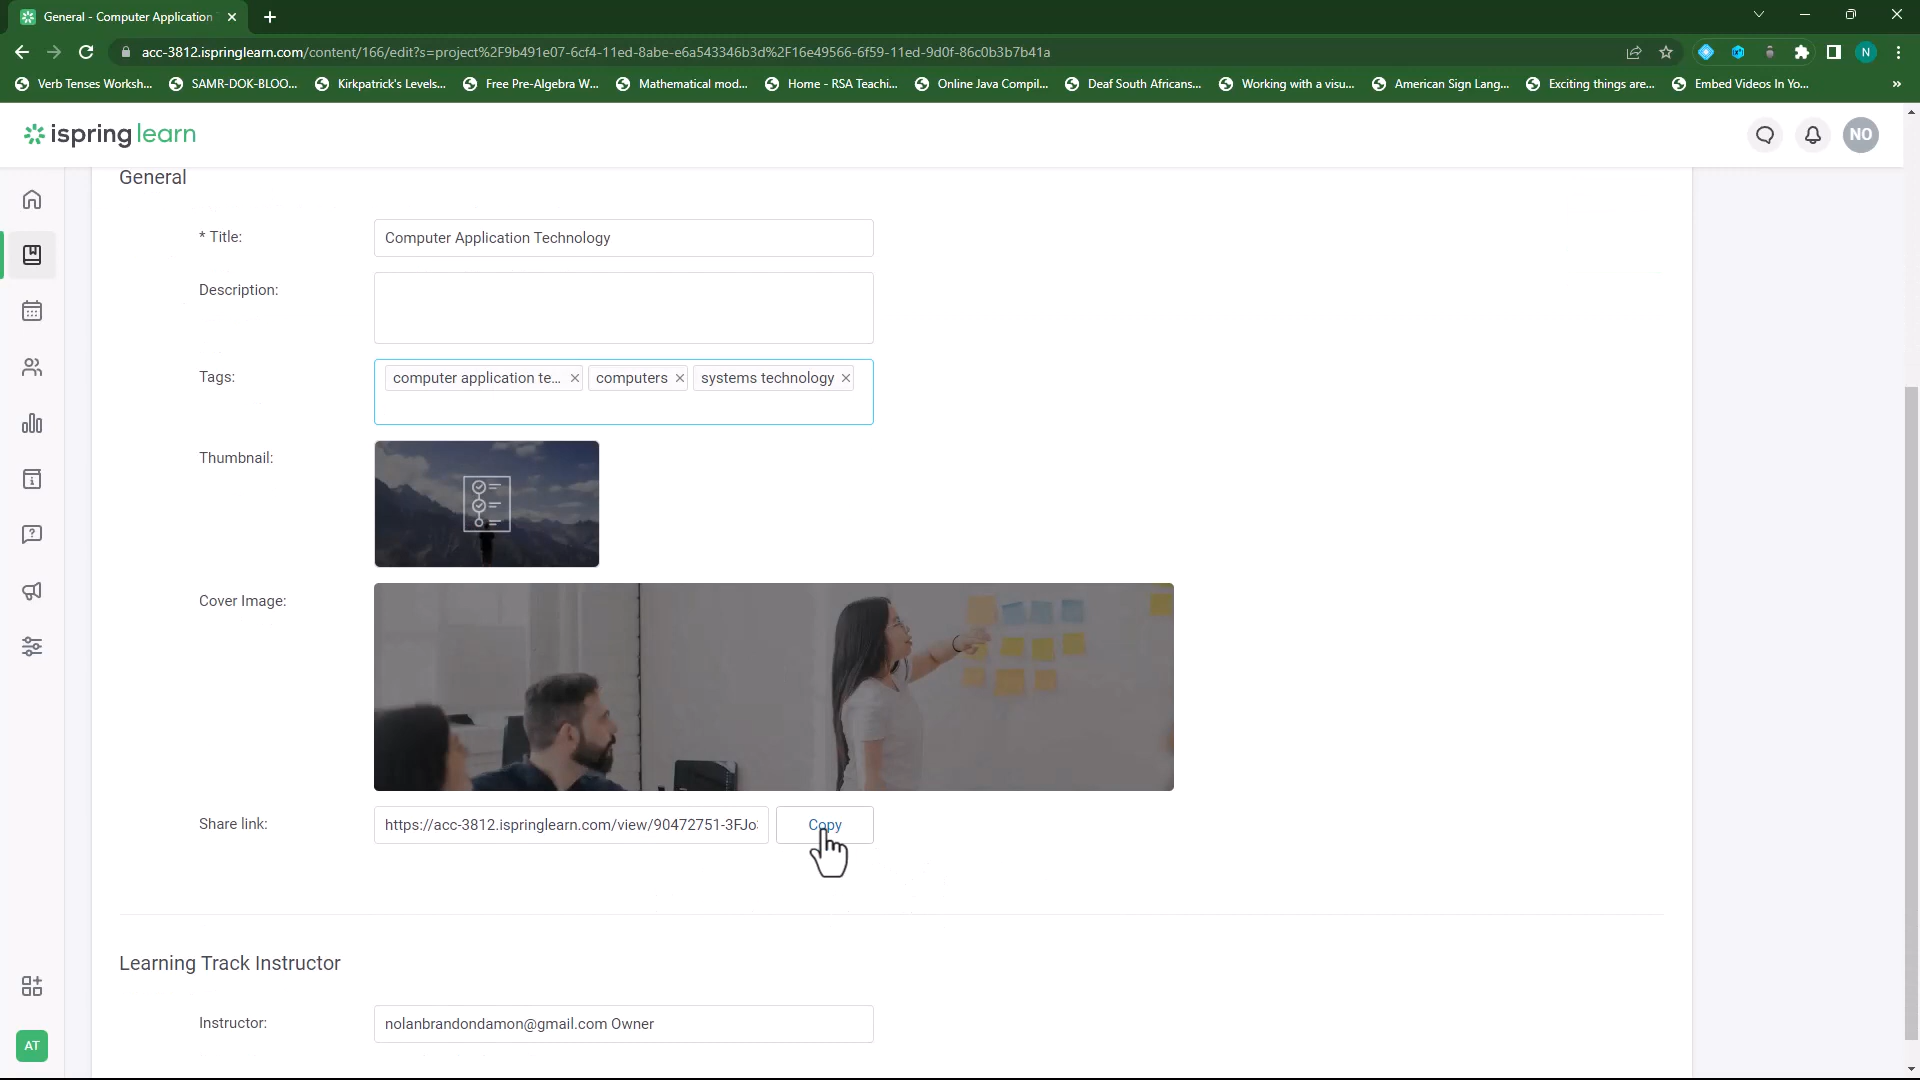 General - Computer Application
acc-3812.ispringlearn.com/content/166/edit?s=project%2F9b491e07-6cf4-11ed-8abe-e6a543346b3d%2F16e49566-6f59-11ed-9d0f-86c0b3b7b41a
N
Verb Tenses Worksh... SAMR-DOK-BLOO... Kirkpatrick's Levels... Free Pre-Algebra W... Mathematical mod... Home - RSA Teachi... Online Java Compil... Deaf South Africans... Working with a visu... American Sign Lang... Exciting things are... Embed Videos In Yo... »
ispring learn
NO
General
* Title: Computer Application Technology
Description:
Tags: computer application te... × computers × systems technology ×
Thumbnail:
Cover Image:
Share link: https://acc-3812.ispringlearn.com/view/90472751-3FJo Copy
Learning Track Instructor
Instructor: nolanbrandondamon@gmail.com Owner
AT